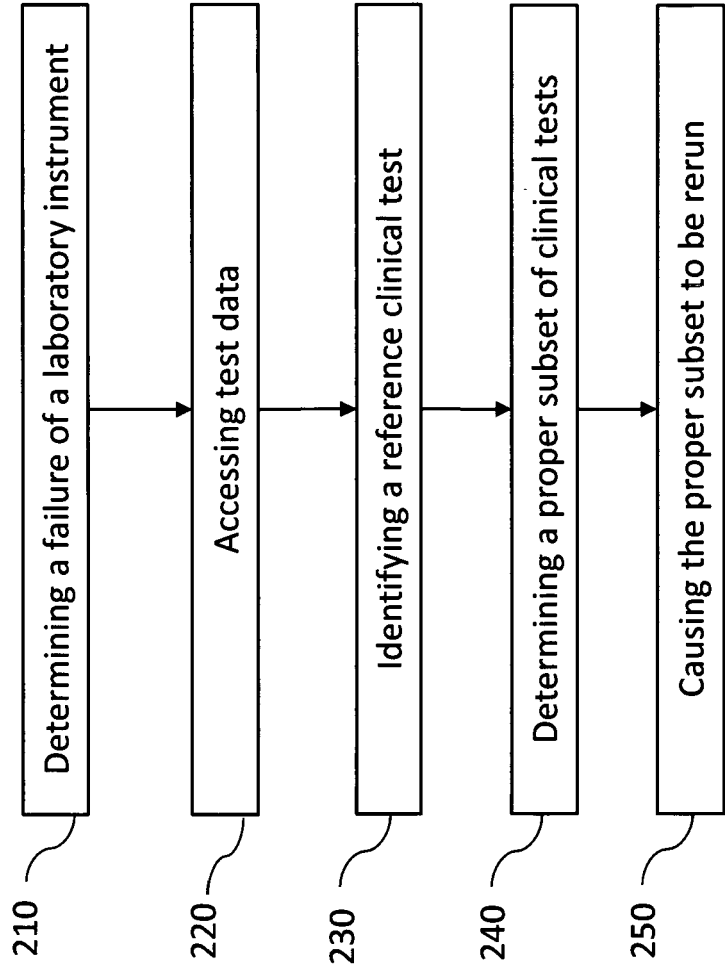 210
Determining a failure of a laboratory instrument
220
Accessing test data
230
Identifying a reference clinical test
240
Determining a proper subset of clinical tests
250
Causing the proper subset to be rerun